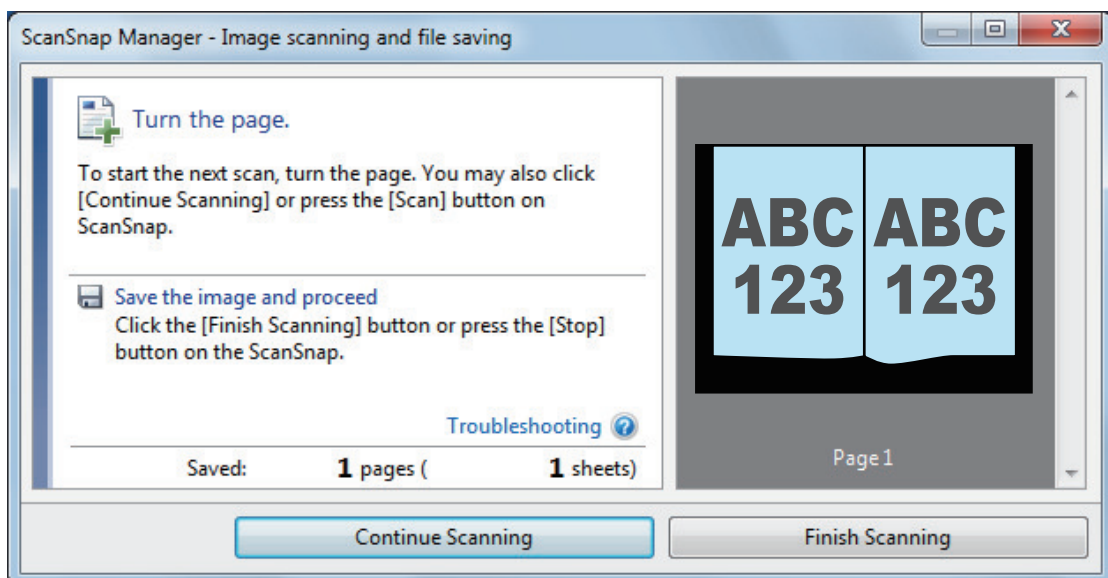 ScanSnap Manager - Image scanning and file saving
Turn the page.
To start the next scan, turn the page. You may also click
[Continue Scanning] or press the [Scan] button on
ScanSnap.
Save the image and proceed
Click the [Finish Scanning] button or press the [Stop]
button on the ScanSnap.
Troubleshooting ?
Saved: 1 pages ( 1 sheets)
ABC ABC
123 123
Page 1
Continue Scanning Finish Scanning